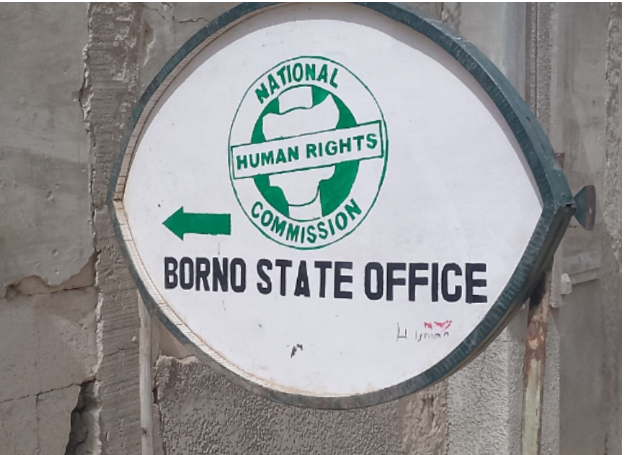 NATIONAL
HUMAN RIGHTS
COMMISSION
BORNO STATE OFFICE